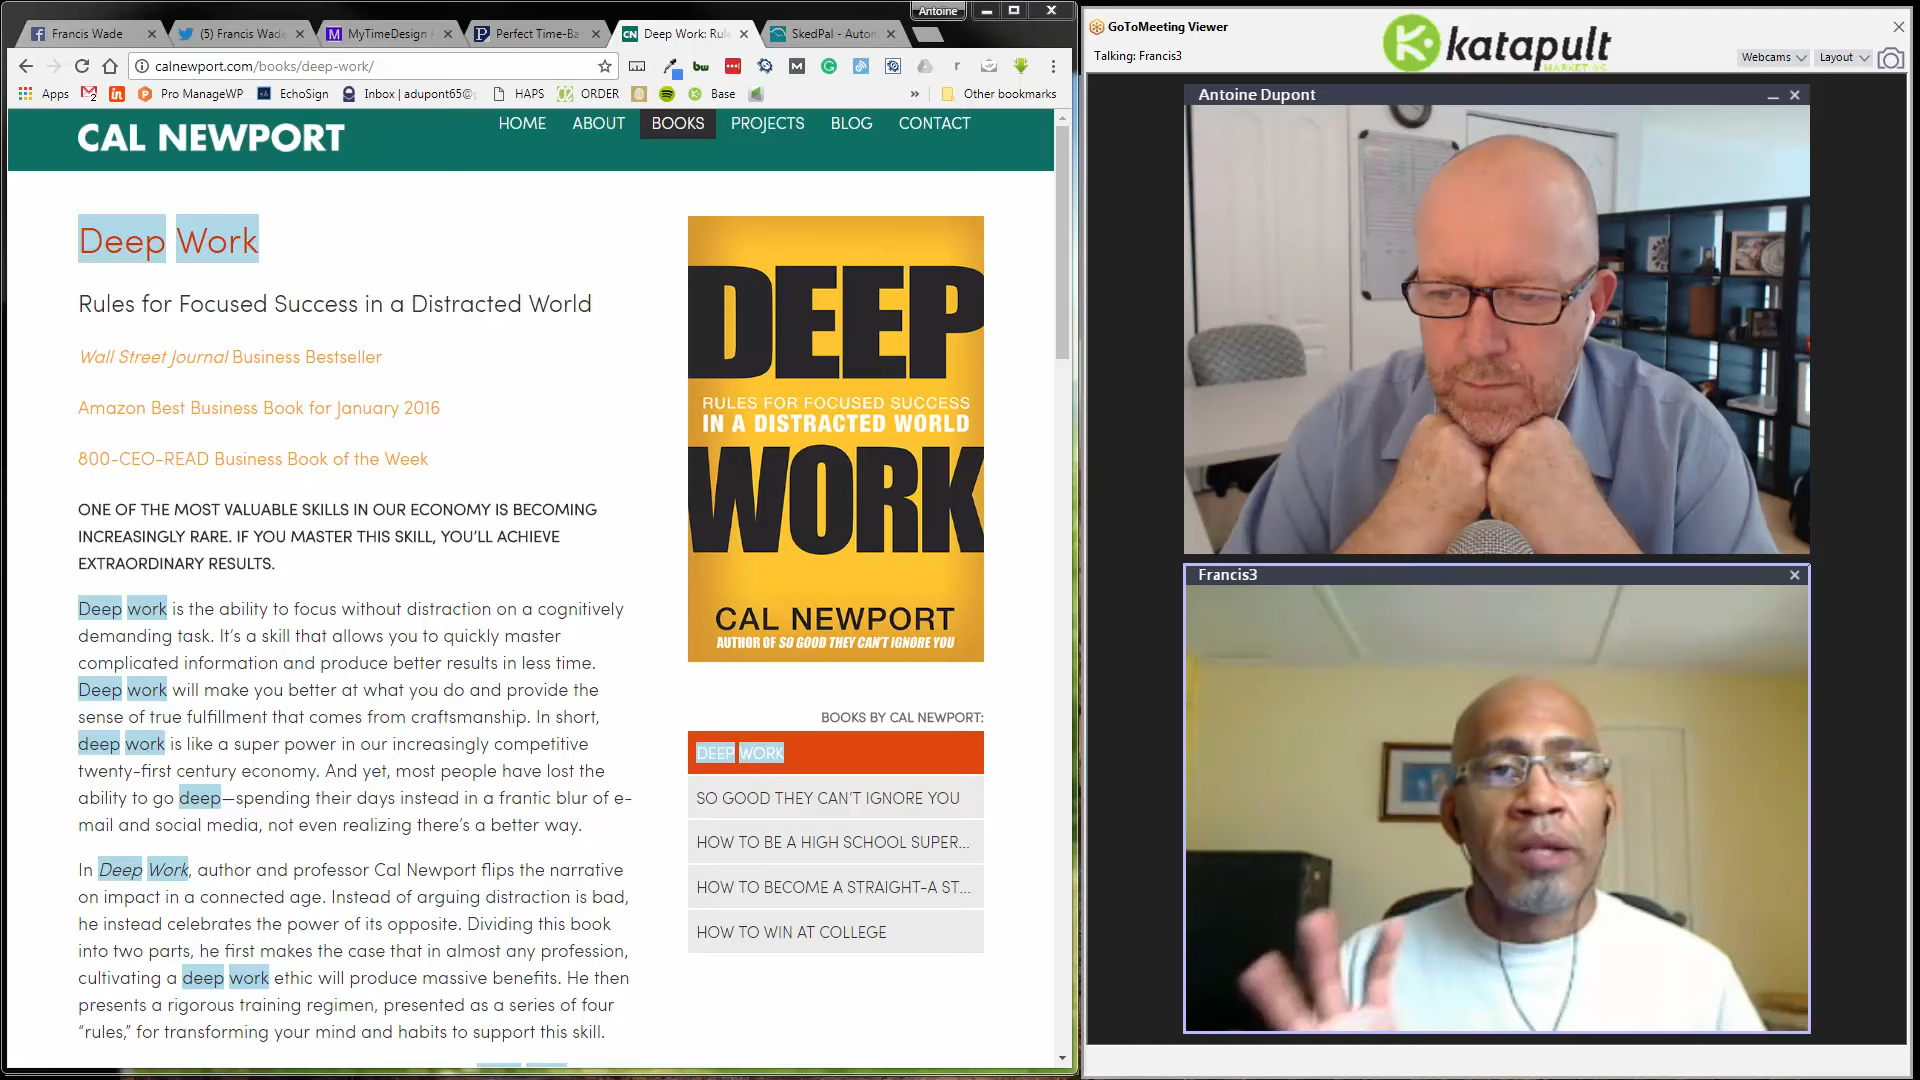 Antoine
Francis Wade
(5) Francis Wade
MyTimeDesign
Perfect Time-Ba
Deep Work: Rule
SkedPal - Auton
calnewport.com/books/deep-work/
Apps
Pro ManageWP
EchoSign
Inbox | adupont65@
HAPS
ORDER
Base
»
Other bookmarks
CAL NEWPORT
HOME
ABOUT
BOOKS
PROJECTS
BLOG
CONTACT
Deep Work
Rules for Focused Success in a Distracted World
Wall Street Journal Business Bestseller
Amazon Best Business Book for January 2016
800-CEO-READ Business Book of the Week
ONE OF THE MOST VALUABLE SKILLS IN OUR ECONOMY IS BECOMING
INCREASINGLY RARE. IF YOU MASTER THIS SKILL, YOU'LL ACHIEVE
EXTRAORDINARY RESULTS.
Deep work is the ability to focus without distraction on a cognitively
demanding task. It's a skill that allows you to quickly master
complicated information and produce better results in less time.
Deep work will make you better at what you do and provide the
sense of true fulfillment that comes from craftsmanship. In short,
deep work is like a super power in our increasingly competitive
twenty-first century economy. And yet, most people have lost the
ability to go deep—spending their days instead in a frantic blur of e-
mail and social media, not even realizing there's a better way.
In Deep Work, author and professor Cal Newport flips the narrative
on impact in a connected age. Instead of arguing distraction is bad,
he instead celebrates the power of its opposite. Dividing this book
into two parts, he first makes the case that in almost any profession,
cultivating a deep work ethic will produce massive benefits. He then
presents a rigorous training regimen, presented as a series of four
“rules,” for transforming your mind and habits to support this skill.
DEEP
RULES FOR FOCUSED SUCCESS
IN A DISTRACTED WORLD
WORK
CAL NEWPORT
AUTHOR OF SO GOOD THEY CAN'T IGNORE YOU
BOOKS BY CAL NEWPORT:
DEEP WORK
SO GOOD THEY CAN'T IGNORE YOU
HOW TO BE A HIGH SCHOOL SUPER...
HOW TO BECOME A STRAIGHT-A ST...
HOW TO WIN AT COLLEGE
GoToMeeting Viewer
Talking: Francis3
katapult
MARKETING
Webcams
Layout
Antoine Dupont
Francis3